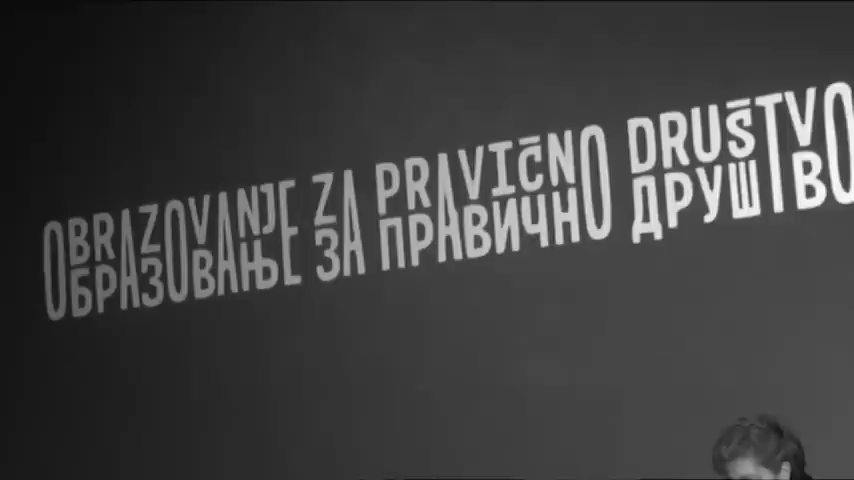 OBRAZOVANJE ZA PRAVIČNO DRUŠTVO
ОБРАЗОВАЊЕ ЗА ПРАВИЧНО ДРУШТВО